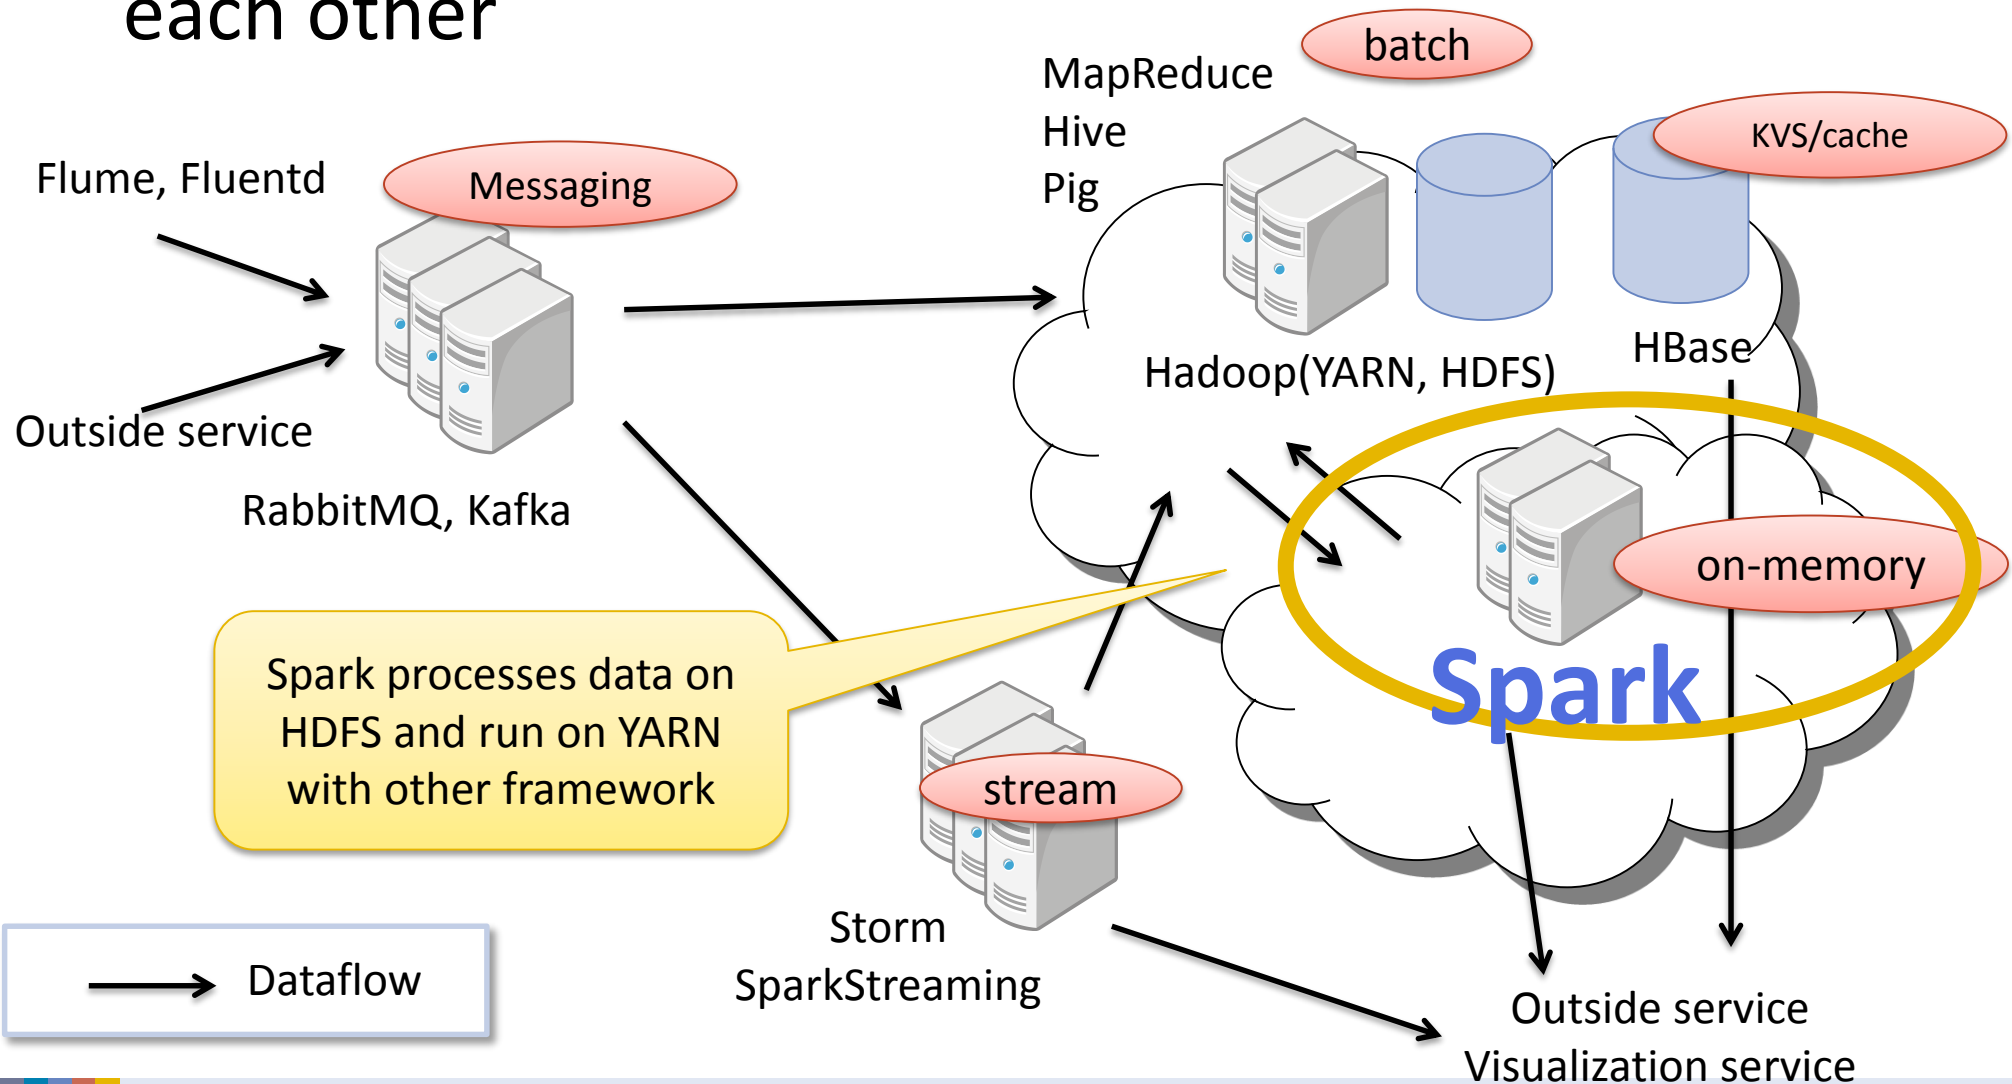 each other
batch
MapReduce
Hive
Pig
KVS/cache
Flume, Fluentd
Messaging
HBase
Hadoop(YARN, HDFS)
Outside service
RabbitMQ, Kafka
on-memory
Spark
Spark processes data on
HDFS and run on YARN
with other framework
stream
Storm
SparkStreaming
Dataflow
Outside service
Visualization service